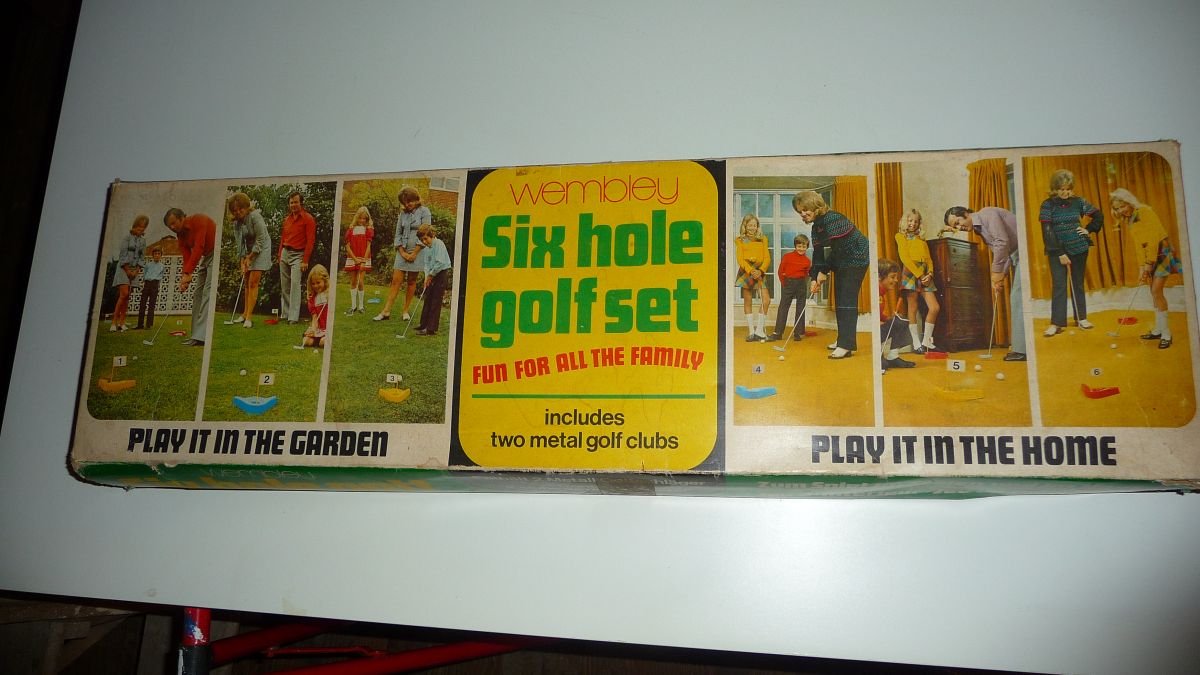 wembley
Six hole
golf set
FUN FOR ALL THE FAMILY
includes
two metal golf clubs
1
2
3
PLAY IT IN THE GARDEN
4
5
6
PLAY IT IN THE HOME
wembley